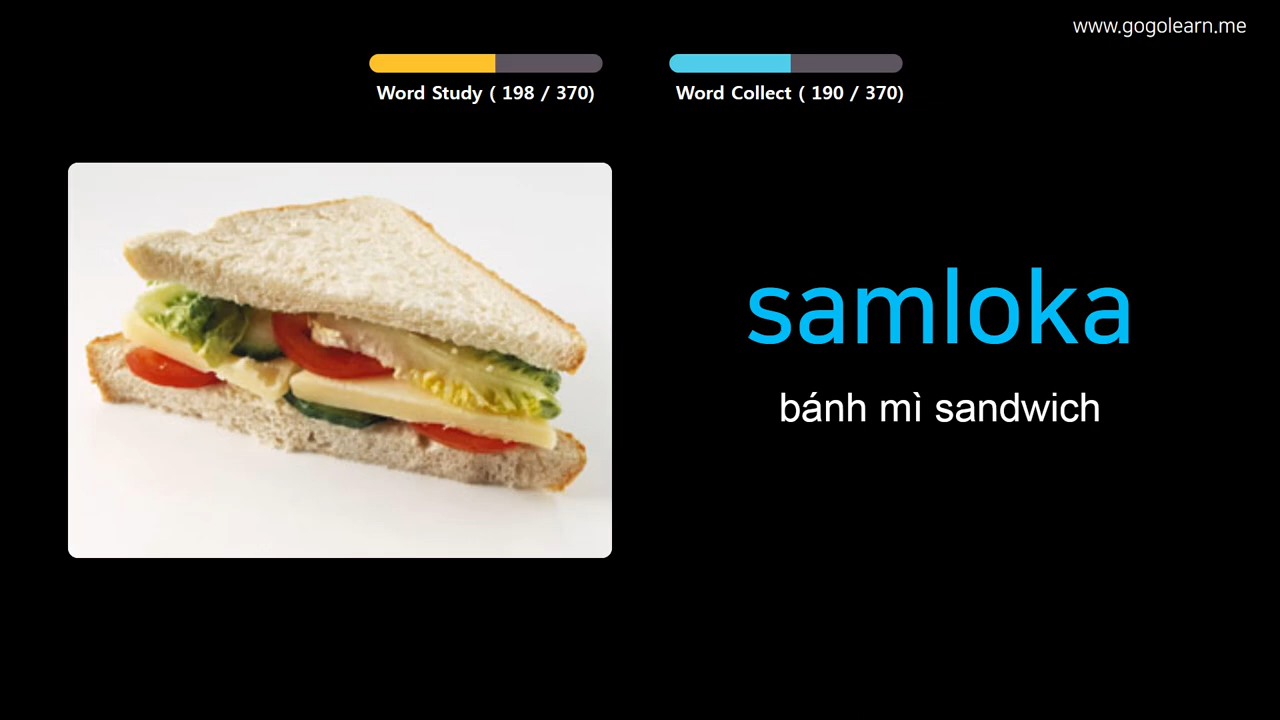 www.gogolearn.me
Word Study ( 198 / 370)
Word Collect ( 190 / 370)
samloka
bánh mì sandwich